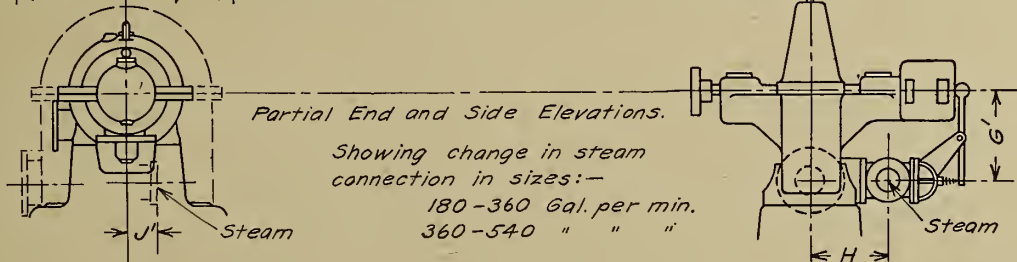 Partial End and Side Elevations.
Showing change in steam
connection in sizes:-
180-360 Gal. per min.
360-540 " " "
Steam
J'
Steam
G'
H